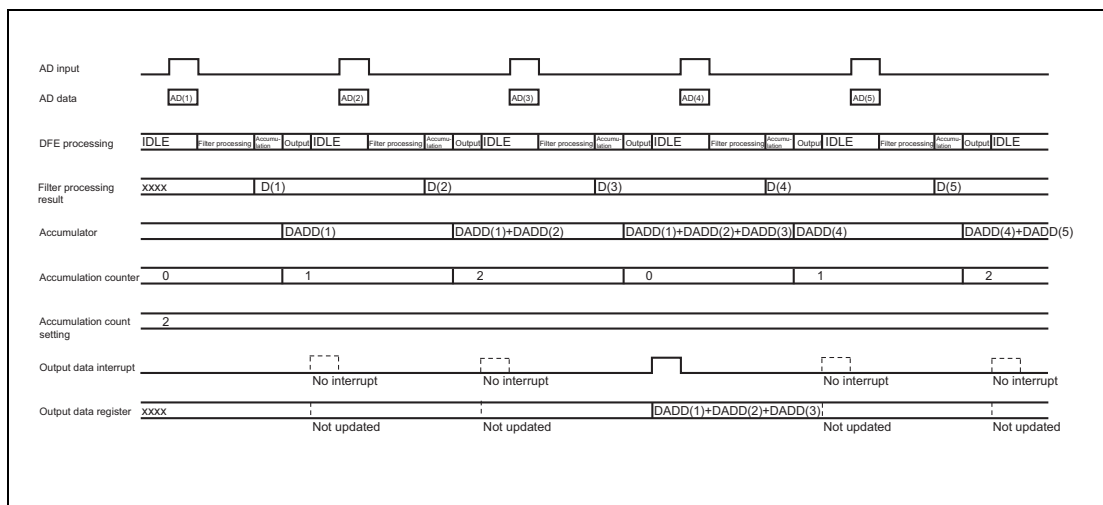 AD input
AD data
AD(1) AD(2) AD(3) AD(4) AD(5)
DFE processing
IDLE Filter processing Accumu-lation Output IDLE Filter processing Accumu-lation Output IDLE Filter processing Accumu-lation Output IDLE Filter processing Accumu-lation Output IDLE Filter processing Accumu-lation Output IDLE
Filter processing
result
xxxx D(1) D(2) D(3) D(4) D(5)
Accumulator
DADD(1) DADD(1)+DADD(2) DADD(1)+DADD(2)+DADD(3) DADD(4) DADD(4)+DADD(5)
Accumulation counter
0 1 2 0 1 2
Accumulation count
setting
2
Output data interrupt
No interrupt No interrupt No interrupt No interrupt
Output data register
xxxx DADD(1)+DADD(2)+DADD(3)
Not updated Not updated Not updated Not updated